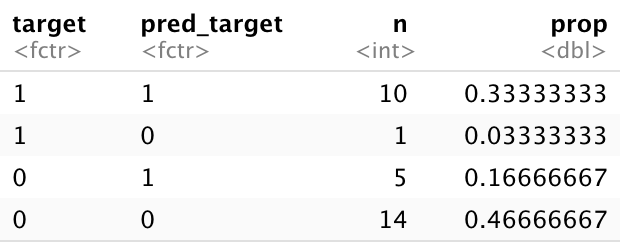 target pred_target n prop
<fctr> <fctr> <int> <dbl>
1 1 10 0.33333333
1 0 1 0.03333333
0 1 5 0.16666667
0 0 14 0.46666667